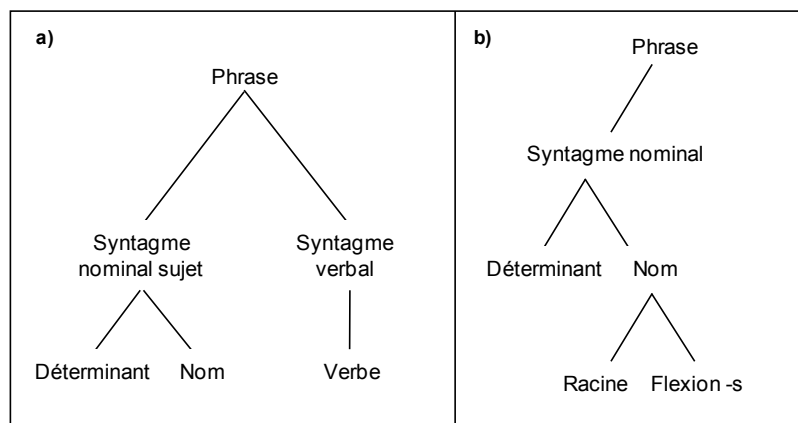 a)
Phrase
Syntagme
nominal sujet
Syntagme
verbal
Déterminant
Nom
Verbe
b)
Phrase
Syntagme nominal
Déterminant
Nom
Racine
Flexion -s